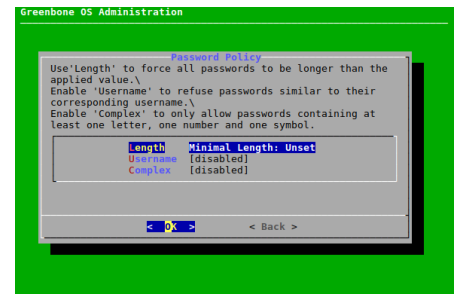 Greenbone OS Administration
Password Policy
Use'Length' to force all passwords to be longer than the
applied value.\
Enable 'Username' to refuse passwords similar to their
corresponding username.\
Enable 'Complex' to only allow passwords containing at
least one letter, one number and one symbol.
Length Minimal Length: Unset
Username [disabled]
Complex [disabled]
< OK > < Back >